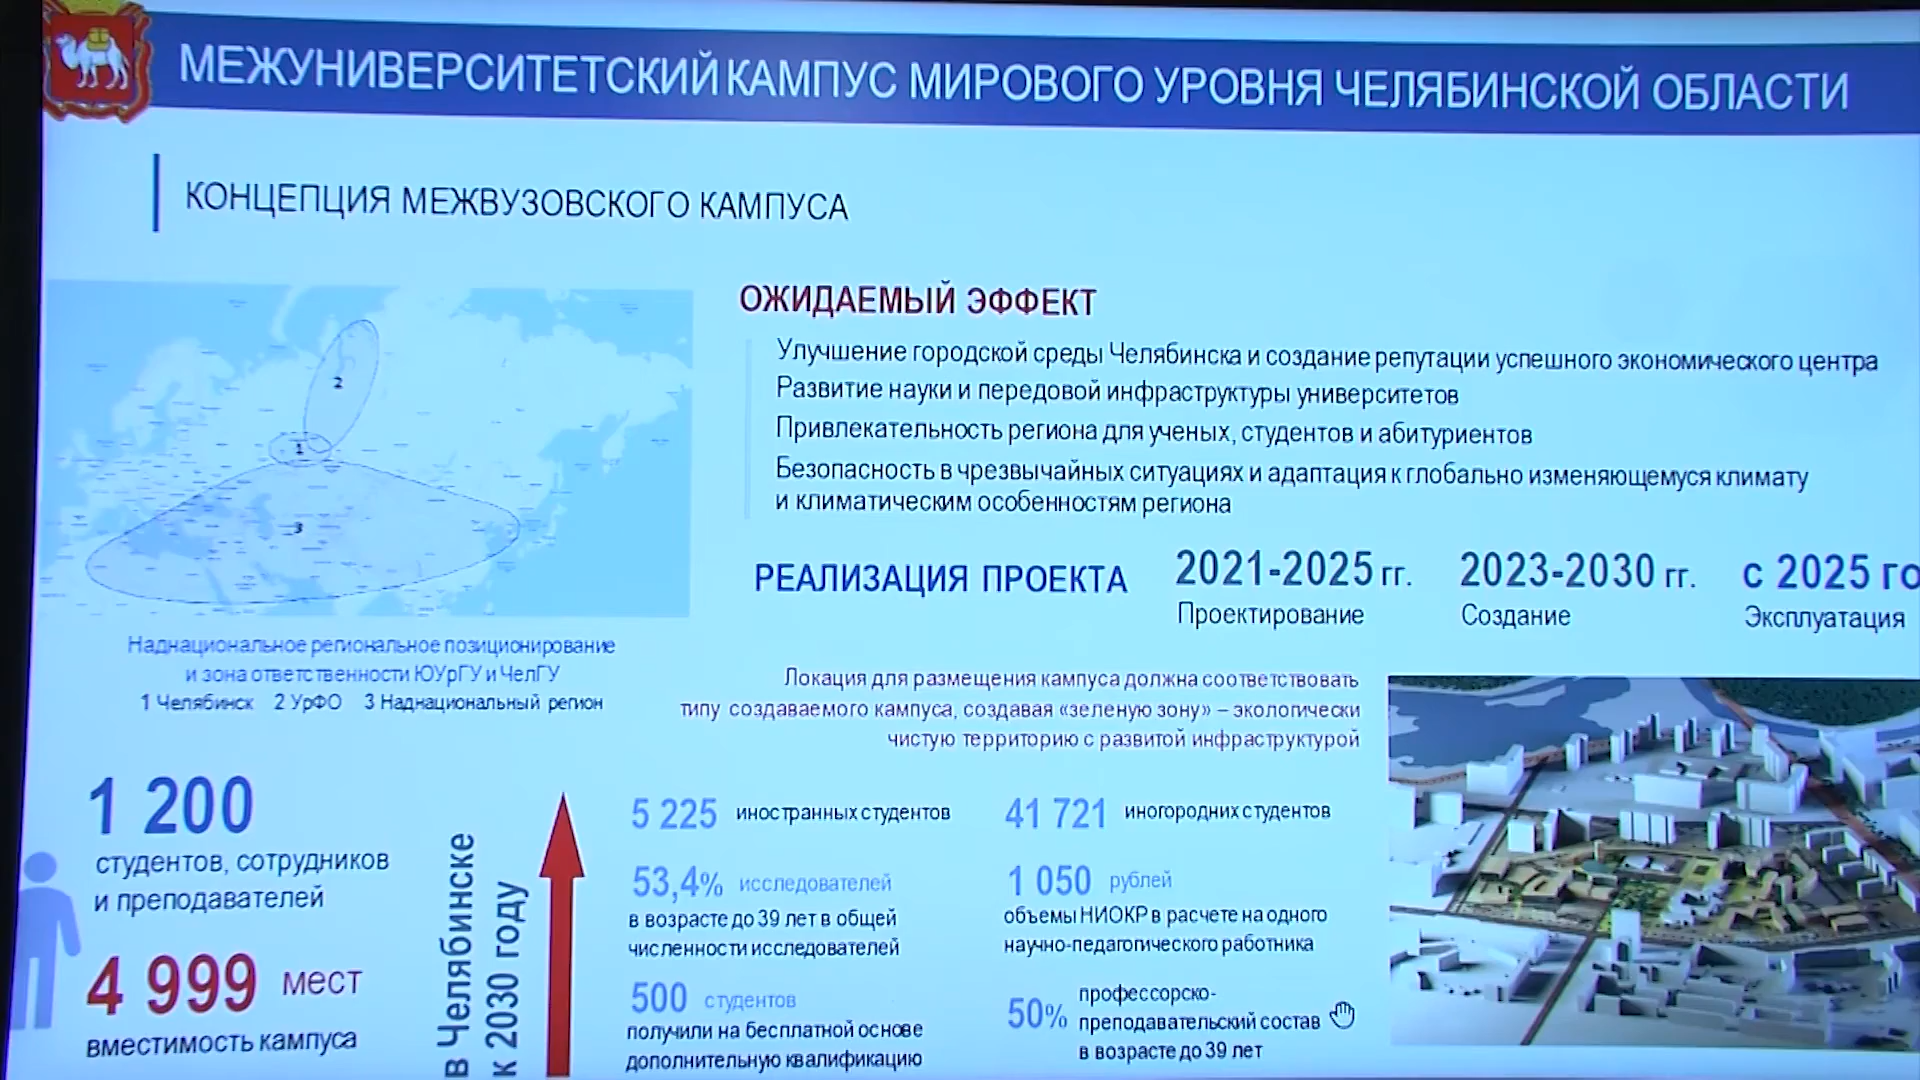 МЕЖУНИВЕРСИТЕТСКИЙ КАМПУС МИРОВОГО УРОВНЯ ЧЕЛЯБИНСКОЙ ОБЛАСТИ
КОНЦЕПЦИЯ МЕЖВУЗОВСКОГО КАМПУСА
2
1
3
Наднациональное региональное позиционирование
и зона ответственности ЮУрГУ и ЧелГУ
1 Челябинск 2 УрФО 3 Наднациональный регион
ОЖИДАЕМЫЙ ЭФФЕКТ
Улучшение городской среды Челябинска и создание репутации успешного экономического центра
Развитие науки и передовой инфраструктуры университетов
Привлекательность региона для ученых, студентов и абитуриентов
Безопасность в чрезвычайных ситуациях и адаптация к глобально изменяющемуся климату
и климатическим особенностям региона
РЕАЛИЗАЦИЯ ПРОЕКТА
2021-2025 гг.
Проектирование
2023-2030 гг.
Создание
с 2025 го
Эксплуатация
Локация для размещения кампуса должна соответствовать
типу создаваемого кампуса, создавая «зеленую зону» – экологически
чистую территорию с развитой инфраструктурой
1 200
студентов, сотрудников
и преподавателей
4 999 мест
вместимость кампуса
в Челябинске
к 2030 году
5 225 иностранных студентов
53,4% исследователей
в возрасте до 39 лет в общей
численности исследователей
500 студентов
получили на бесплатной основе
дополнительную квалификацию
41 721 иногородних студентов
1 050 рублей
объемы НИОКР в расчете на одного
научно-педагогического работника
50% профессорско-
преподавательский состав
в возрасте до 39 лет